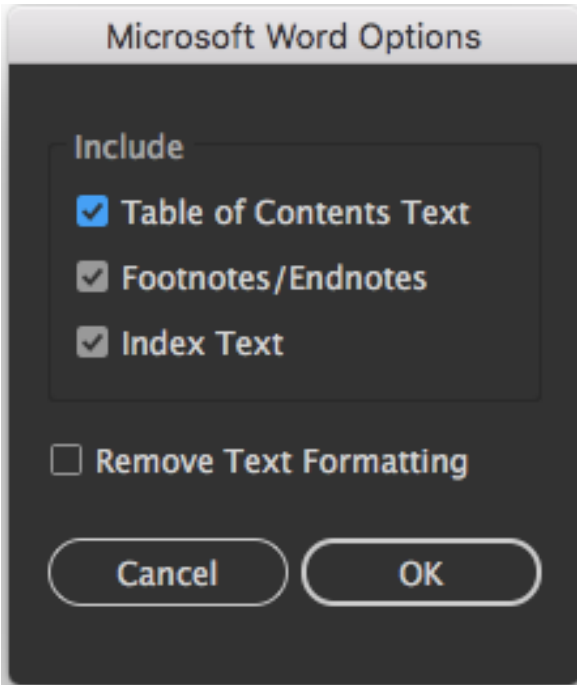 Microsoft Word Options
Include
Table of Contents Text
Footnotes/Endnotes
Index Text
Remove Text Formatting
Cancel OK